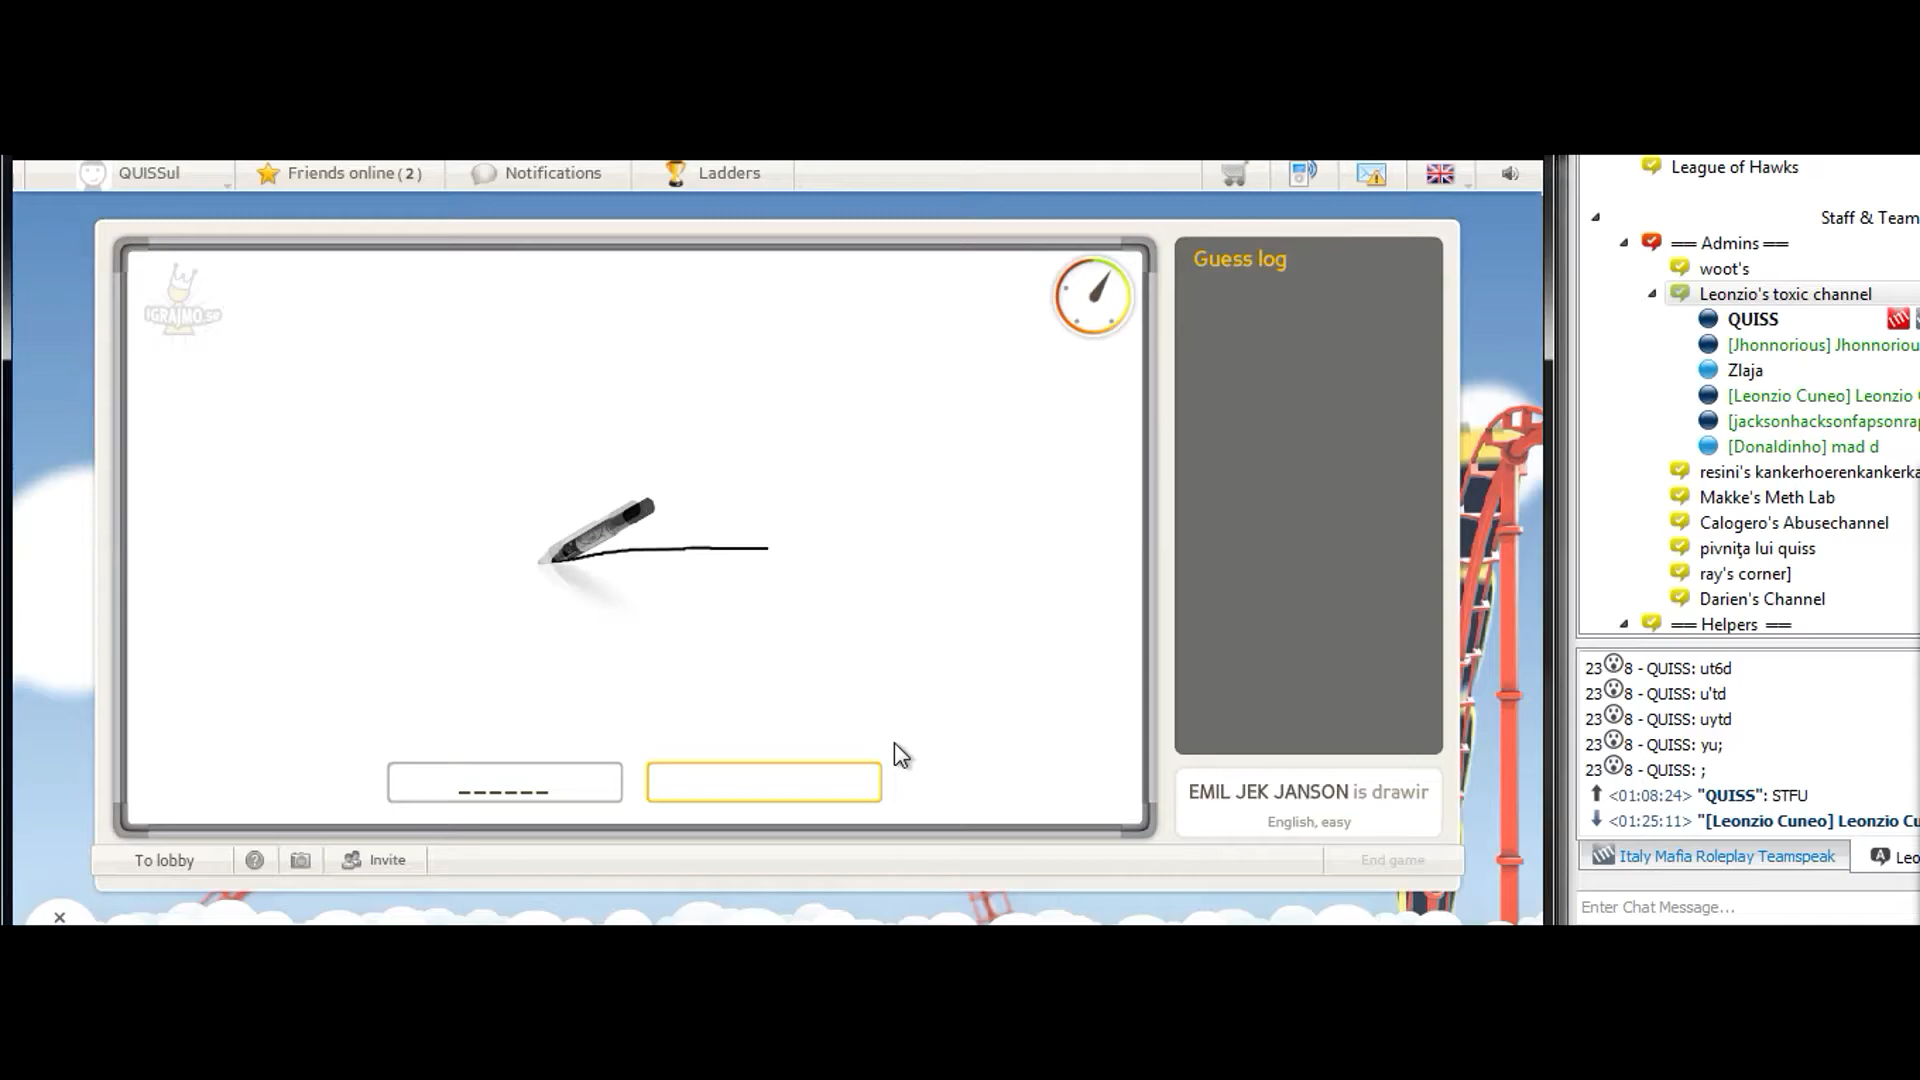 QUISSul
Friends online ( 2 )
Notifications
Ladders
IGRAJMO.SO
Guess log
______
EMIL JEK JANSON is drawir
English, easy
To lobby
Invite
End game
League of Hawks
Staff & Team
== Admins ==
woot's
Leonzio's toxic channel
QUISS
[Jhonnorious] Jhonnoriou
Zlaja
[Leonzio Cuneo] Leonzio
[jacksonhacksonfapsonrap
[Donaldinho] mad d
resini's kankerhoerenkankerka
Makke's Meth Lab
Calogero's Abusechannel
pivnița lui quiss
ray's corner]
Darien's Channel
== Helpers ==
23 8 - QUISS: ut6d
23 8 - QUISS: u'td
23 8 - QUISS: uytd
23 8 - QUISS: yu;
23 8 - QUISS: ;
<01:08:24> "QUISS": STFU
<01:25:11> "[Leonzio Cuneo] Leonzio Cu
Italy Mafia Roleplay Teamspeak
Leo
Enter Chat Message...